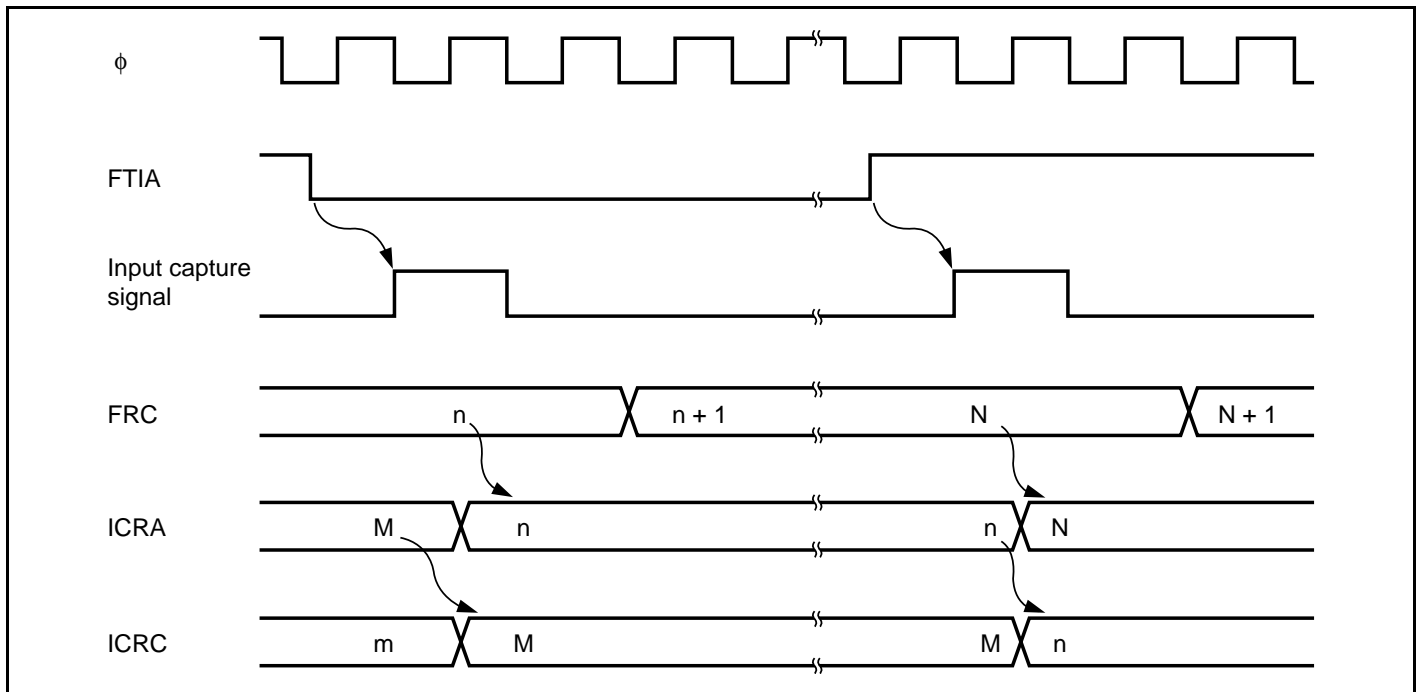 ϕ
FTIA
Input capture
signal
FRC n n + 1 N N + 1
ICRA M n n N
ICRC m M M n